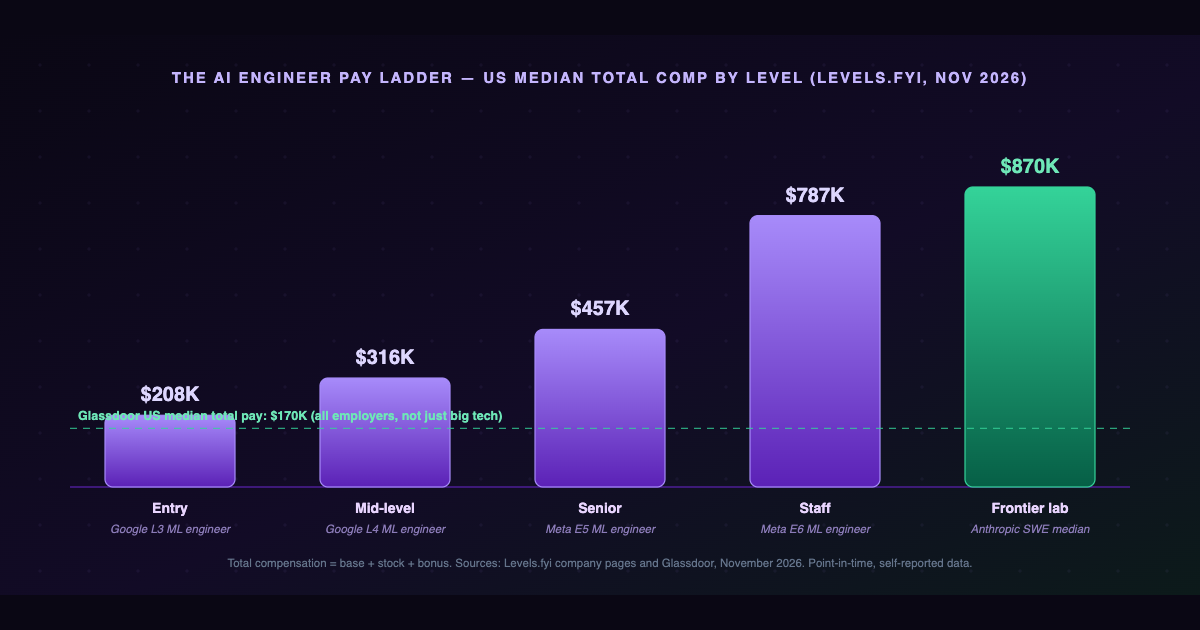 THE AI ENGINEER PAY LADDER — US MEDIAN TOTAL COMP BY LEVEL (LEVELS.FYI, NOV 2026)
$870K
$787K
$457K
$316K
$208K
Glassdoor US median total pay: $170K (all employers, not just big tech)
Entry
Mid-level
Senior
Staff
Frontier lab
Google L3 ML engineer
Google L4 ML engineer
Meta E5 ML engineer
Meta E6 ML engineer
Anthropic SWE median
Total compensation = base + stock + bonus. Sources: Levels.fyi company pages and Glassdoor, November 2026. Point-in-time, self-reported data.